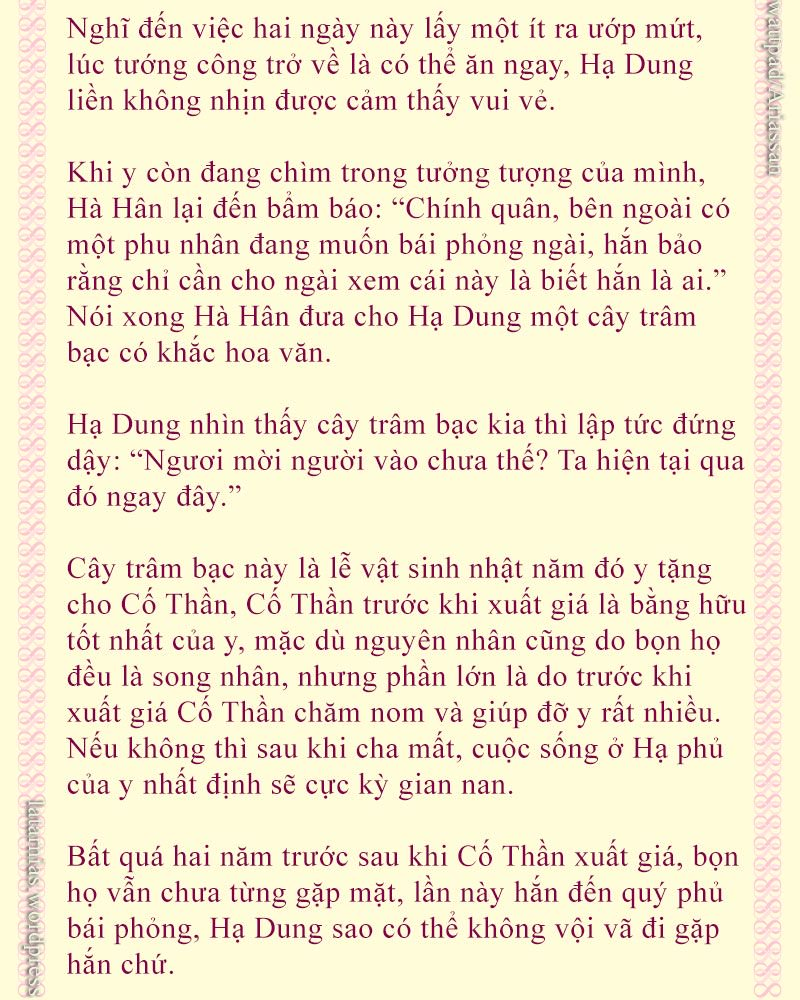 Nghĩ đến việc hai ngày này lấy một ít ra ướp mứt,
lúc tướng công trở về là có thể ăn ngay, Hạ Dung
liền không nhịn được cảm thấy vui vẻ.
Khi y còn đang chìm trong tưởng tượng của mình,
Hà Hân lại đến bẩm báo: “Chính quân, bên ngoài có
một phu nhân đang muốn bái phỏng ngài, hắn bảo
rằng chỉ cần cho ngài xem cái này là biết hắn là ai.”
Nói xong Hà Hân đưa cho Hạ Dung một cây trâm
bạc có khắc hoa văn.
Hạ Dung nhìn thấy cây trâm bạc kia thì lập tức đứng
dậy: “Ngươi mời người vào chưa thế? Ta hiện tại qua
đó ngay đây.”
Cây trâm bạc này là lễ vật sinh nhật năm đó y tặng
cho Cố Thần, Cố Thần trước khi xuất giá là bằng hữu
tốt nhất của y, mặc dù nguyên nhân cũng do bọn họ
đều là song nhân, nhưng phần lớn là do trước khi
xuất giá Cố Thần chăm nom và giúp đỡ y rất nhiều.
Nếu không thì sau khi cha mất, cuộc sống ở Hạ phủ
của y nhất định sẽ cực kỳ gian nan.
Bất quá hai năm trước sau khi Cố Thần xuất giá, bọn
họ vẫn chưa từng gặp mặt, lần này hắn đến quý phủ
bái phỏng, Hạ Dung sao có thể không vội vã đi gặp
hắn chứ.